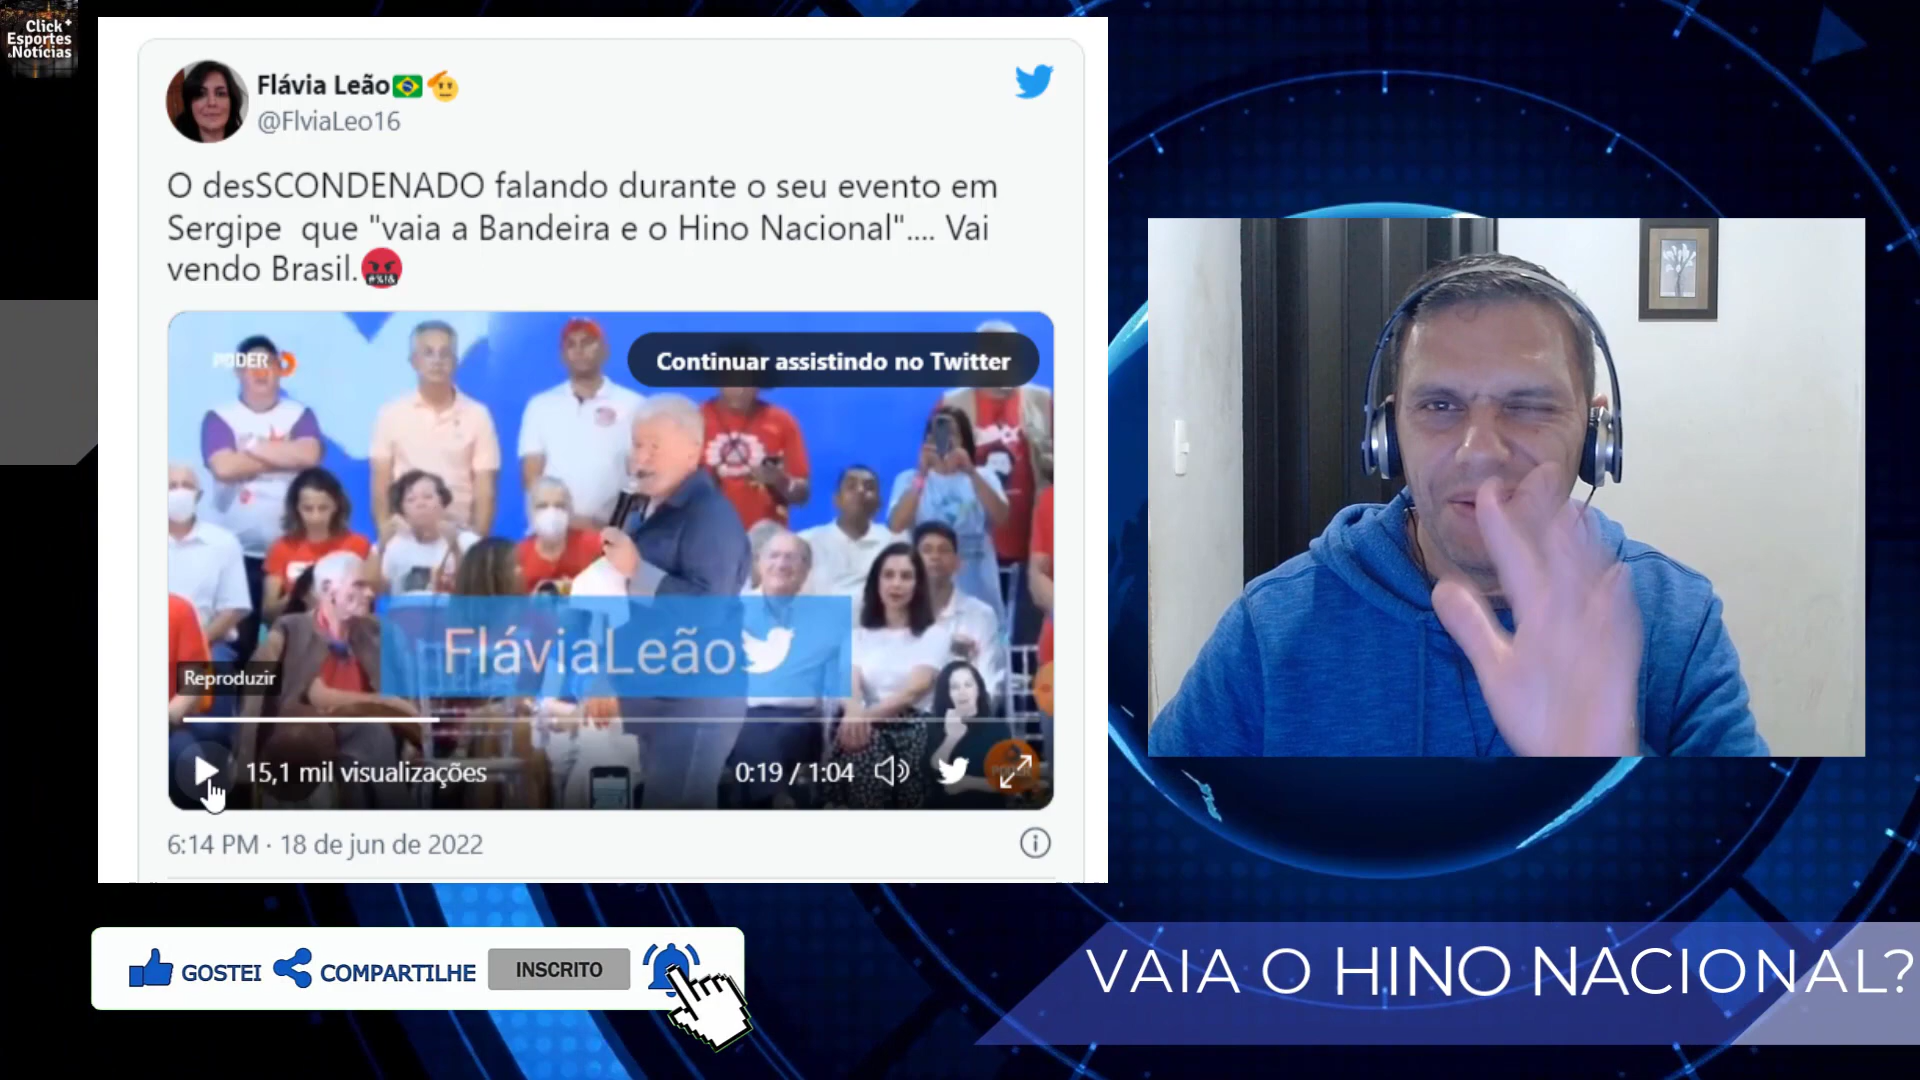 Click+
Esportes
&Notícias
Flávia Leão
@FlviaLeo16
O desSCONDENADO falando durante o seu evento em
Sergipe que "vaia a Bandeira e o Hino Nacional".... Vai
vendo Brasil.
PODER
Continuar assistindo no Twitter
FláviaLeão
Reproduzir
15,1 mil visualizações
0:19 / 1:04
6:14 PM · 18 de jun de 2022
GOSTEI
COMPARTILHE
INSCRITO
VAIA O HINO NACIONAL?